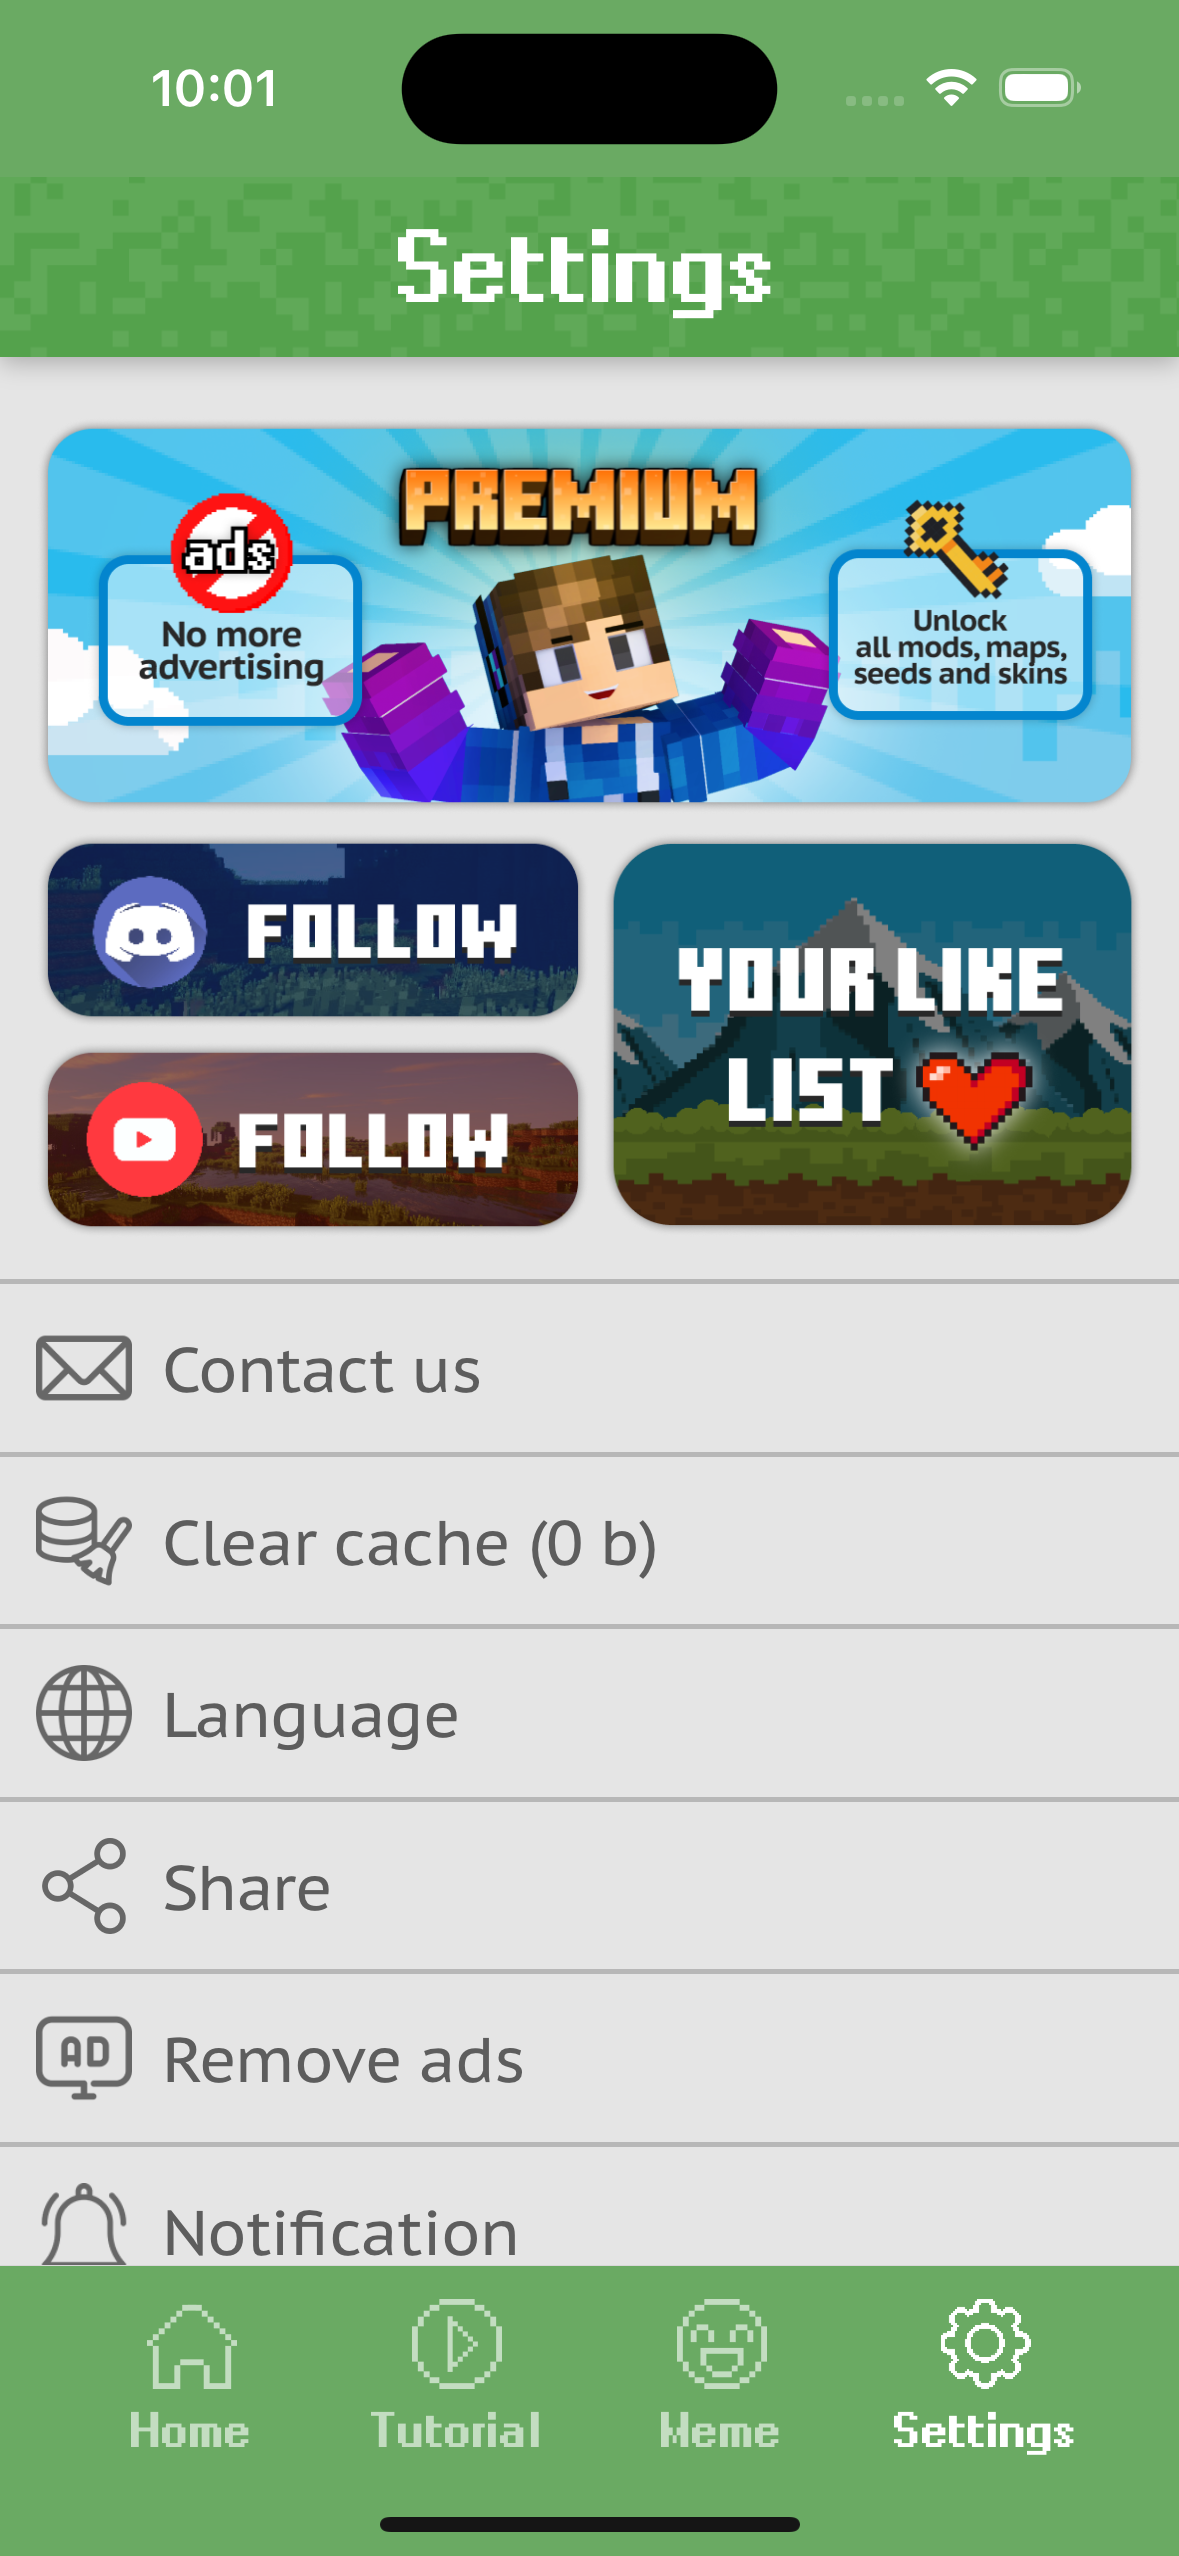 10:01
Settings
PREMIUM
ads
No more
advertising
Unlock
all mods, maps,
seeds and skins
FOLLOW
YOUR LIKE
LIST
FOLLOW
Contact us
Clear cache (0 b)
Language
Share
AD
Remove ads
Notification
Home
Tutorial
Meme
Settings